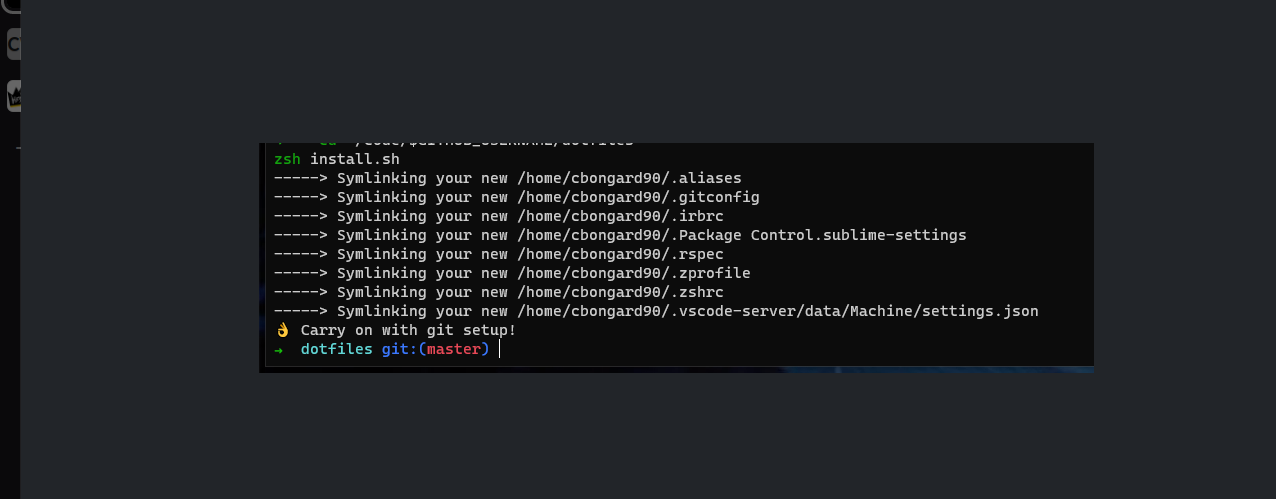 zsh install.sh
-----> Symlinking your new /home/cbongard90/.aliases
-----> Symlinking your new /home/cbongard90/.gitconfig
-----> Symlinking your new /home/cbongard90/.irbrc
-----> Symlinking your new /home/cbongard90/.Package Control.sublime-settings
-----> Symlinking your new /home/cbongard90/.rspec
-----> Symlinking your new /home/cbongard90/.zprofile
-----> Symlinking your new /home/cbongard90/.zshrc
-----> Symlinking your new /home/cbongard90/.vscode-server/data/Machine/settings.json
👌 Carry on with git setup!
→ dotfiles git:(master)